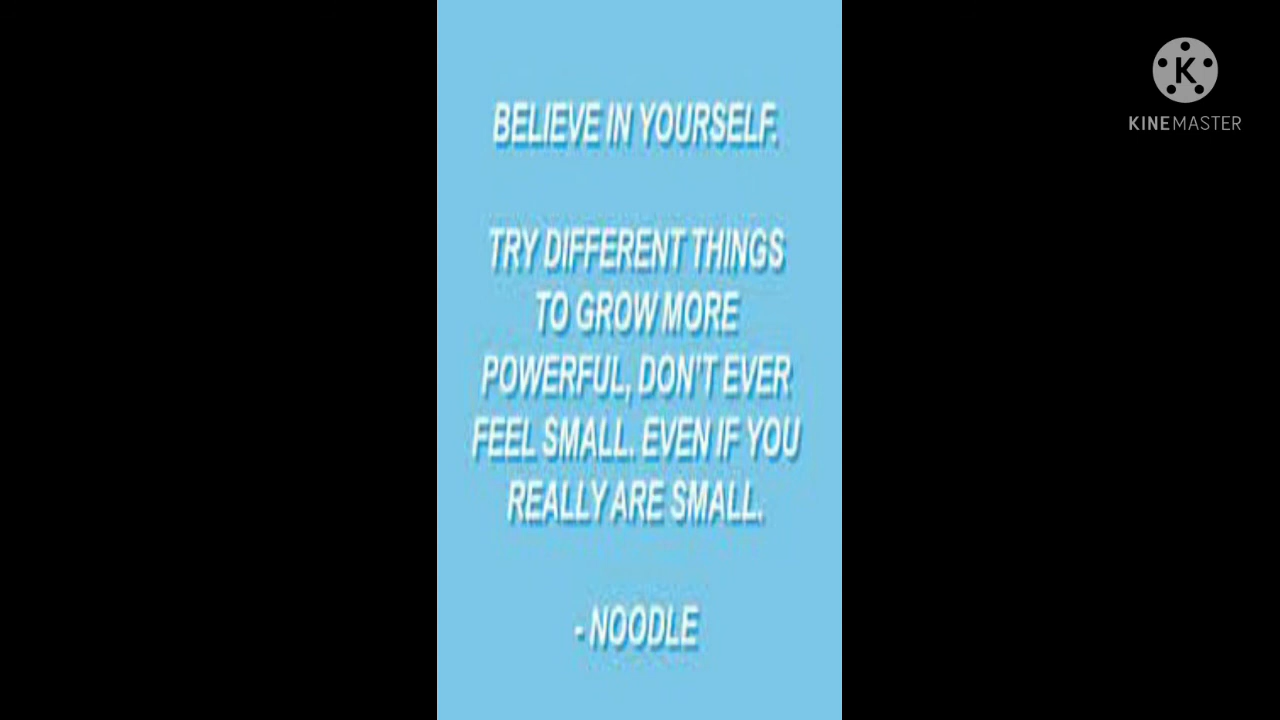 BELIEVE IN YOURSELF.
TRY DIFFERENT THINGS
TO GROW MORE
POWERFUL, DON'T EVER
FEEL SMALL. EVEN IF YOU
REALLY ARE SMALL.
- NOODLE
K
KINEMASTER